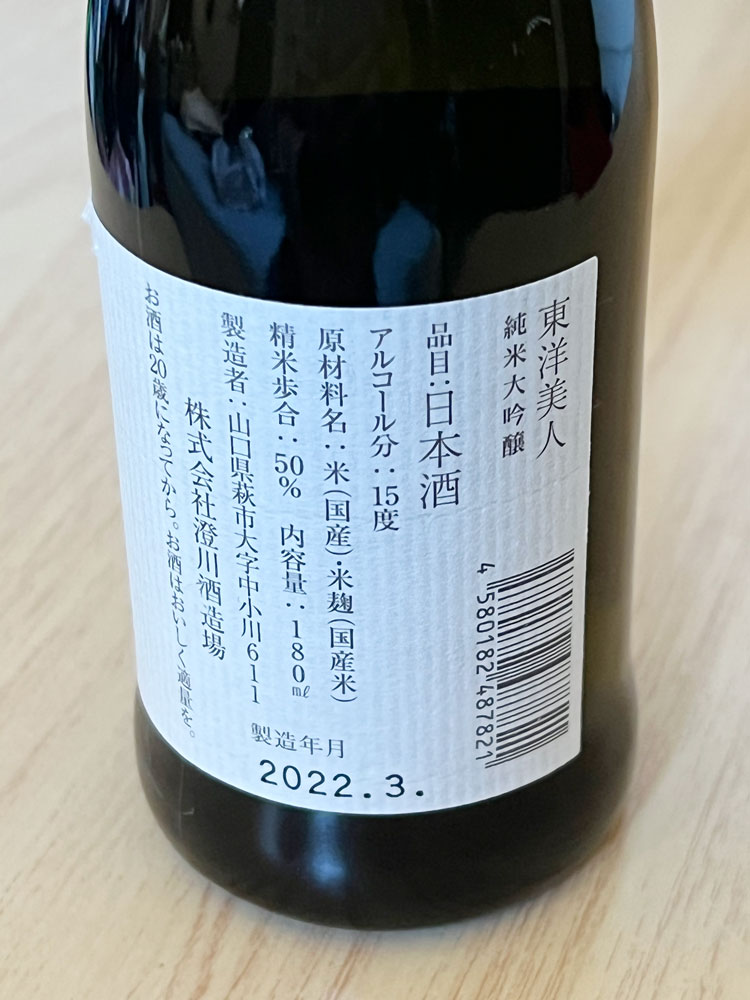 東洋美人
純米大吟醸
品目：日本酒
アルコール分：15度
原材料名：米（国産）・米麹（国産米）
精米歩合：50% 内容量：180㎖
製造者：山口県萩市大字中小川611
株式会社澄川酒造場
お酒は20歳になってから。お酒はおいしく適量を。
製造年月
2022.3.
4 580182 487821